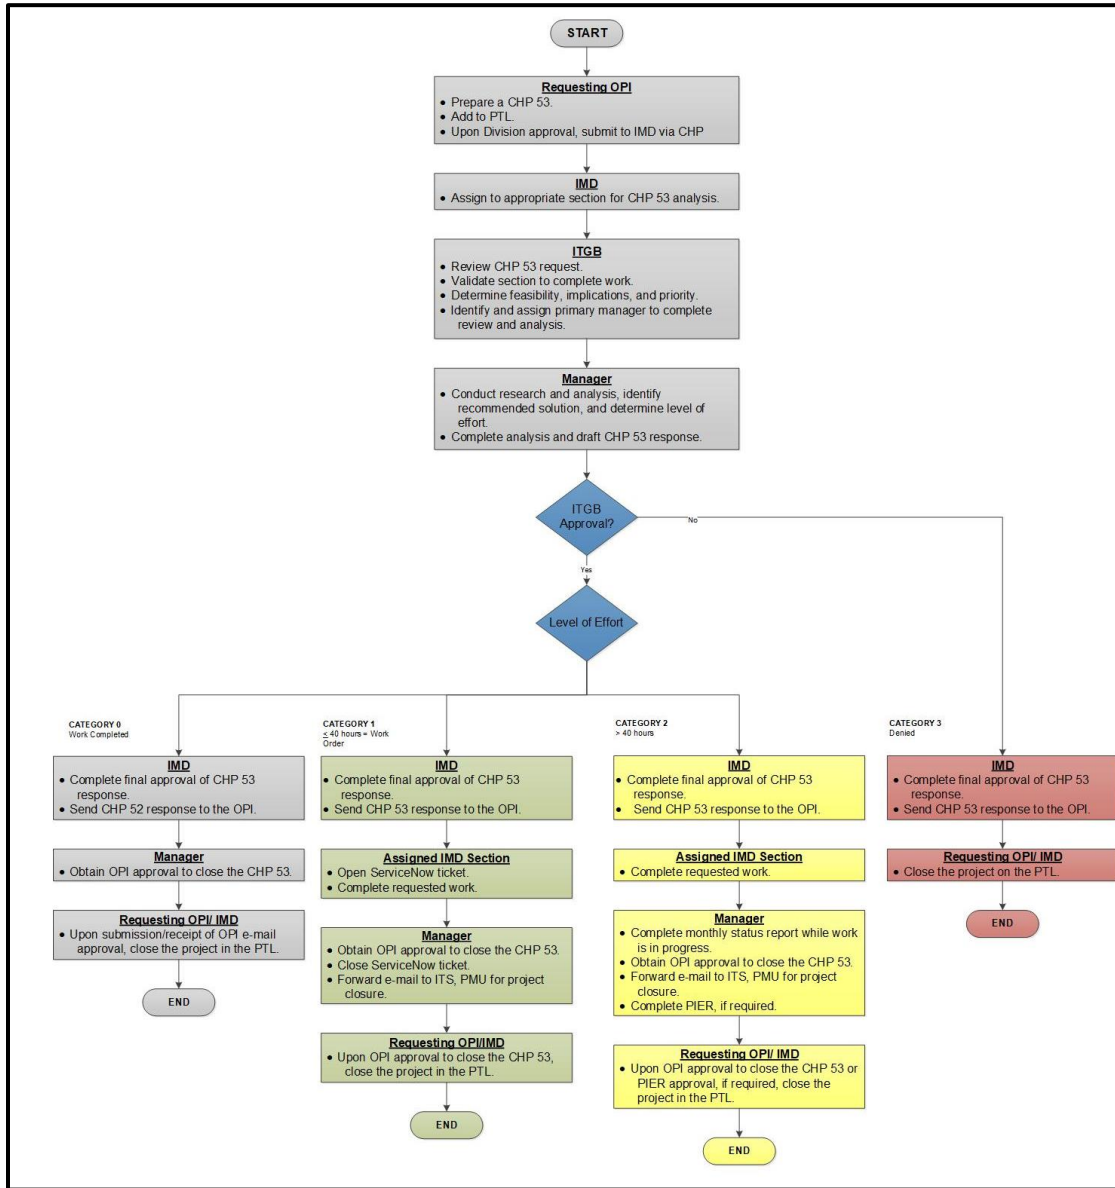 START
Requesting OPI
• Prepare a CHP 53.
• Add to PTL.
• Upon Division approval, submit to IMD via CHP
IMD
• Assign to appropriate section for CHP 53 analysis.
ITGB
• Review CHP 53 request.
• Validate section to complete work.
• Determine feasibility, implications, and priority.
• Identify and assign primary manager to complete
review and analysis.
Manager
• Conduct research and analysis, identify
recommended solution, and determine level of
effort.
• Complete analysis and draft CHP 53 response.
ITGB
Approval?
No
Yes
Level of Effort
CATEGORY 0
Work Completed
IMD
• Complete final approval of CHP 53
response.
• Send CHP 52 response to the OPI.
Manager
• Obtain OPI approval to close the CHP 53.
Requesting OPI/ IMD
• Upon submission/receipt of OPI e-mail
approval, close the project in the PTL.
END
CATEGORY 1
≤ 40 hours = Work
Order
IMD
• Complete final approval of CHP 53
response.
• Send CHP 53 response to the OPI.
Assigned IMD Section
• Open ServiceNow ticket.
• Complete requested work.
Manager
• Obtain OPI approval to close the CHP 53.
• Close ServiceNow ticket.
• Forward e-mail to ITS, PMU for project
closure.
Requesting OPI/IMD
• Upon OPI approval to close the CHP 53,
close the project in the PTL.
END
CATEGORY 2
> 40 hours
IMD
• Complete final approval of CHP 53
response.
• Send CHP 53 response to the OPI.
Assigned IMD Section
• Complete requested work.
Manager
• Complete monthly status report while work
is in progress.
• Obtain OPI approval to close the CHP 53.
• Forward e-mail to ITS, PMU for project
closure.
• Complete PIER, if required.
Requesting OPI/ IMD
• Upon OPI approval to close the CHP 53 or
PIER approval, if required, close the
project in the PTL.
END
CATEGORY 3
Denied
IMD
• Complete final approval of CHP 53
response.
• Send CHP 53 response to the OPI.
Requesting OPI/ IMD
• Close the project on the PTL.
END